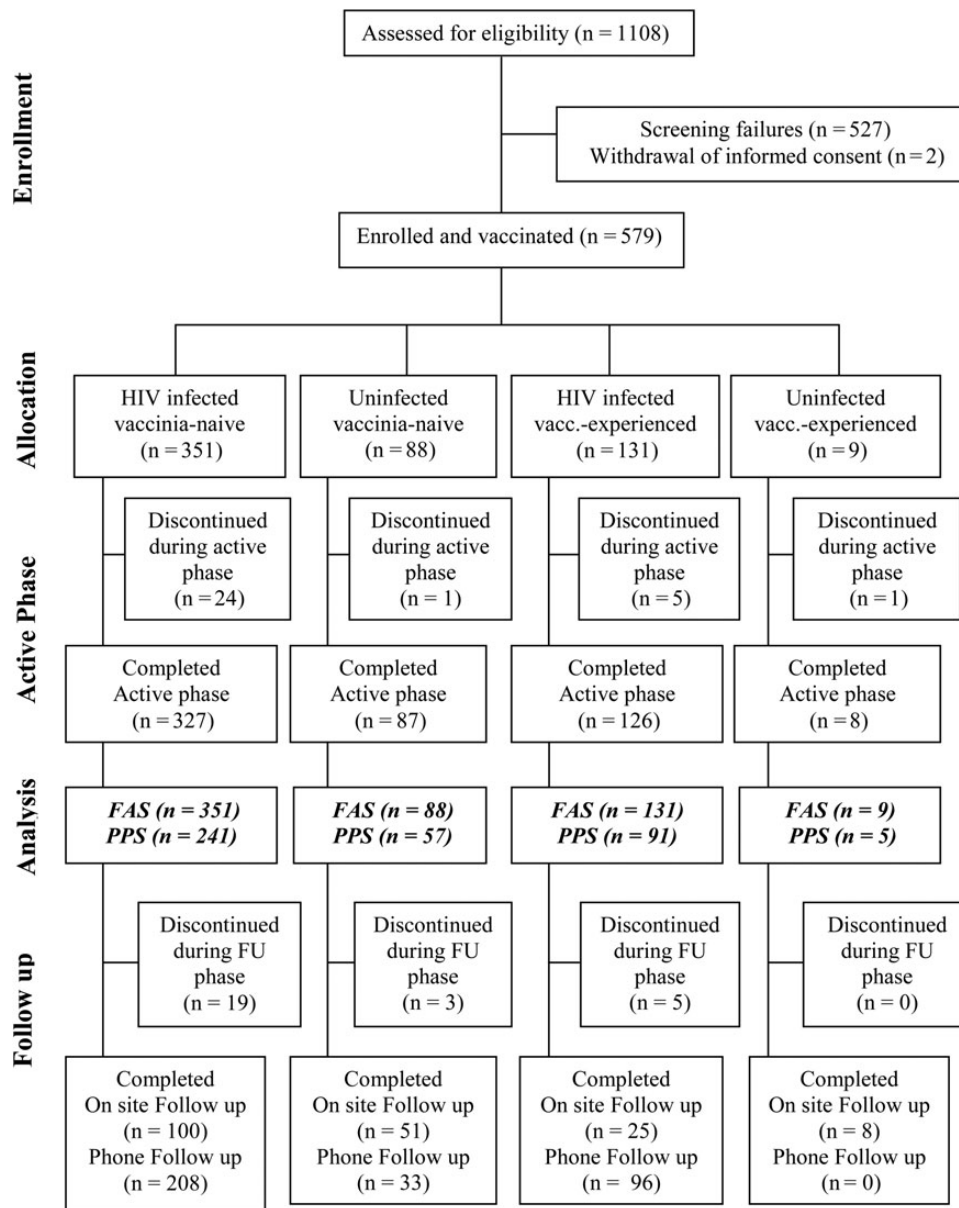 Enrollment
Assessed for eligibility (n = 1108)
Screening failures (n = 527)
Withdrawal of informed consent (n = 2)
Enrolled and vaccinated (n = 579)
Allocation
HIV infected
vaccinia-naive
(n = 351)
Uninfected
vaccinia-naive
(n = 88)
HIV infected
vacc.-experienced
(n = 131)
Uninfected
vacc.-experienced
(n = 9)
Active Phase
Discontinued
during active
phase
(n = 24)
Discontinued
during active
phase
(n = 1)
Discontinued
during active
phase
(n = 5)
Discontinued
during active
phase
(n = 1)
Completed
Active phase
(n = 327)
Completed
Active phase
(n = 87)
Completed
Active phase
(n = 126)
Completed
Active phase
(n = 8)
Analysis
FAS (n = 351)
PPS (n = 241)
FAS (n = 88)
PPS (n = 57)
FAS (n = 131)
PPS (n = 91)
FAS (n = 9)
PPS (n = 5)
Follow up
Discontinued
during FU
phase
(n = 19)
Discontinued
during FU
phase
(n = 3)
Discontinued
during FU
phase
(n = 5)
Discontinued
during FU
phase
(n = 0)
Completed
On site Follow up
(n = 100)
Phone Follow up
(n = 208)
Completed
On site Follow up
(n = 51)
Phone Follow up
(n = 33)
Completed
On site Follow up
(n = 25)
Phone Follow up
(n = 96)
Completed
On site Follow up
(n = 8)
Phone Follow up
(n = 0)